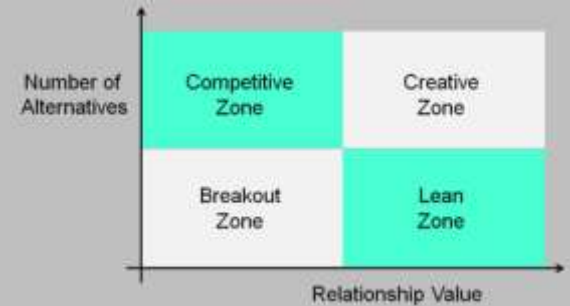 Number of
Alternatives
Competitive
Zone
Creative
Zone
Breakout
Zone
Lean
Zone
Relationship Value